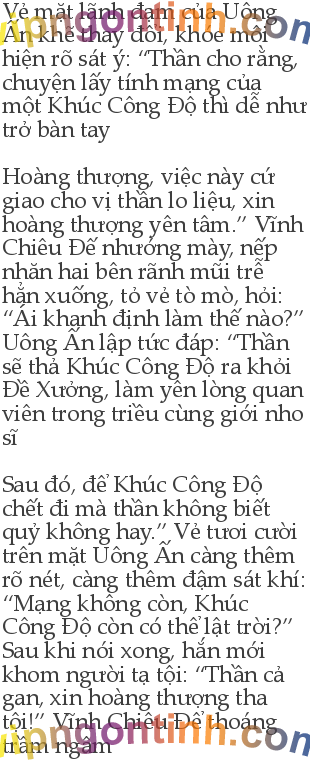 Vẻ mặt lãnh đạm của Uông
Ẩn khẽ thay đổi, khóe môi
hiện rõ sát ý: “Thần cho rằng,
chuyện lấy tính mạng của
một Khúc Công Độ thì dễ như
trở bàn tay
Hoàng thượng, việc này cứ
giao cho vị thần lo liệu, xin
hoàng thượng yên tâm.” Vĩnh
Chiêu Đế nhướng mày, nếp
nhăn hai bên rãnh mũi trễ
hẳn xuống, tỏ vẻ tò mò, hỏi:
“Ái khanh định làm thế nào?”
Uông Ẩn lập tức đáp: “Thần
sẽ thả Khúc Công Độ ra khỏi
Đề Xưởng, làm yên lòng quan
viên trong triều cùng giới nho
sĩ
Sau đó, để Khúc Công Độ
chết đi mà thần không biết
quỷ không hay.” Vẻ tươi cười
trên mặt Uông Ẩn càng thêm
rõ nét, càng thêm đậm sát khí:
“Mạng không còn, Khúc
Công Độ còn có thể lật trời?”
Sau khi nói xong, hắn mới
khom người tạ tội: “Thần cả
gan, xin hoàng thượng tha
tội!” Vĩnh Chiêu Đế thoáng
trầm ngâm
vipngontinh.com
vipngontinh.com